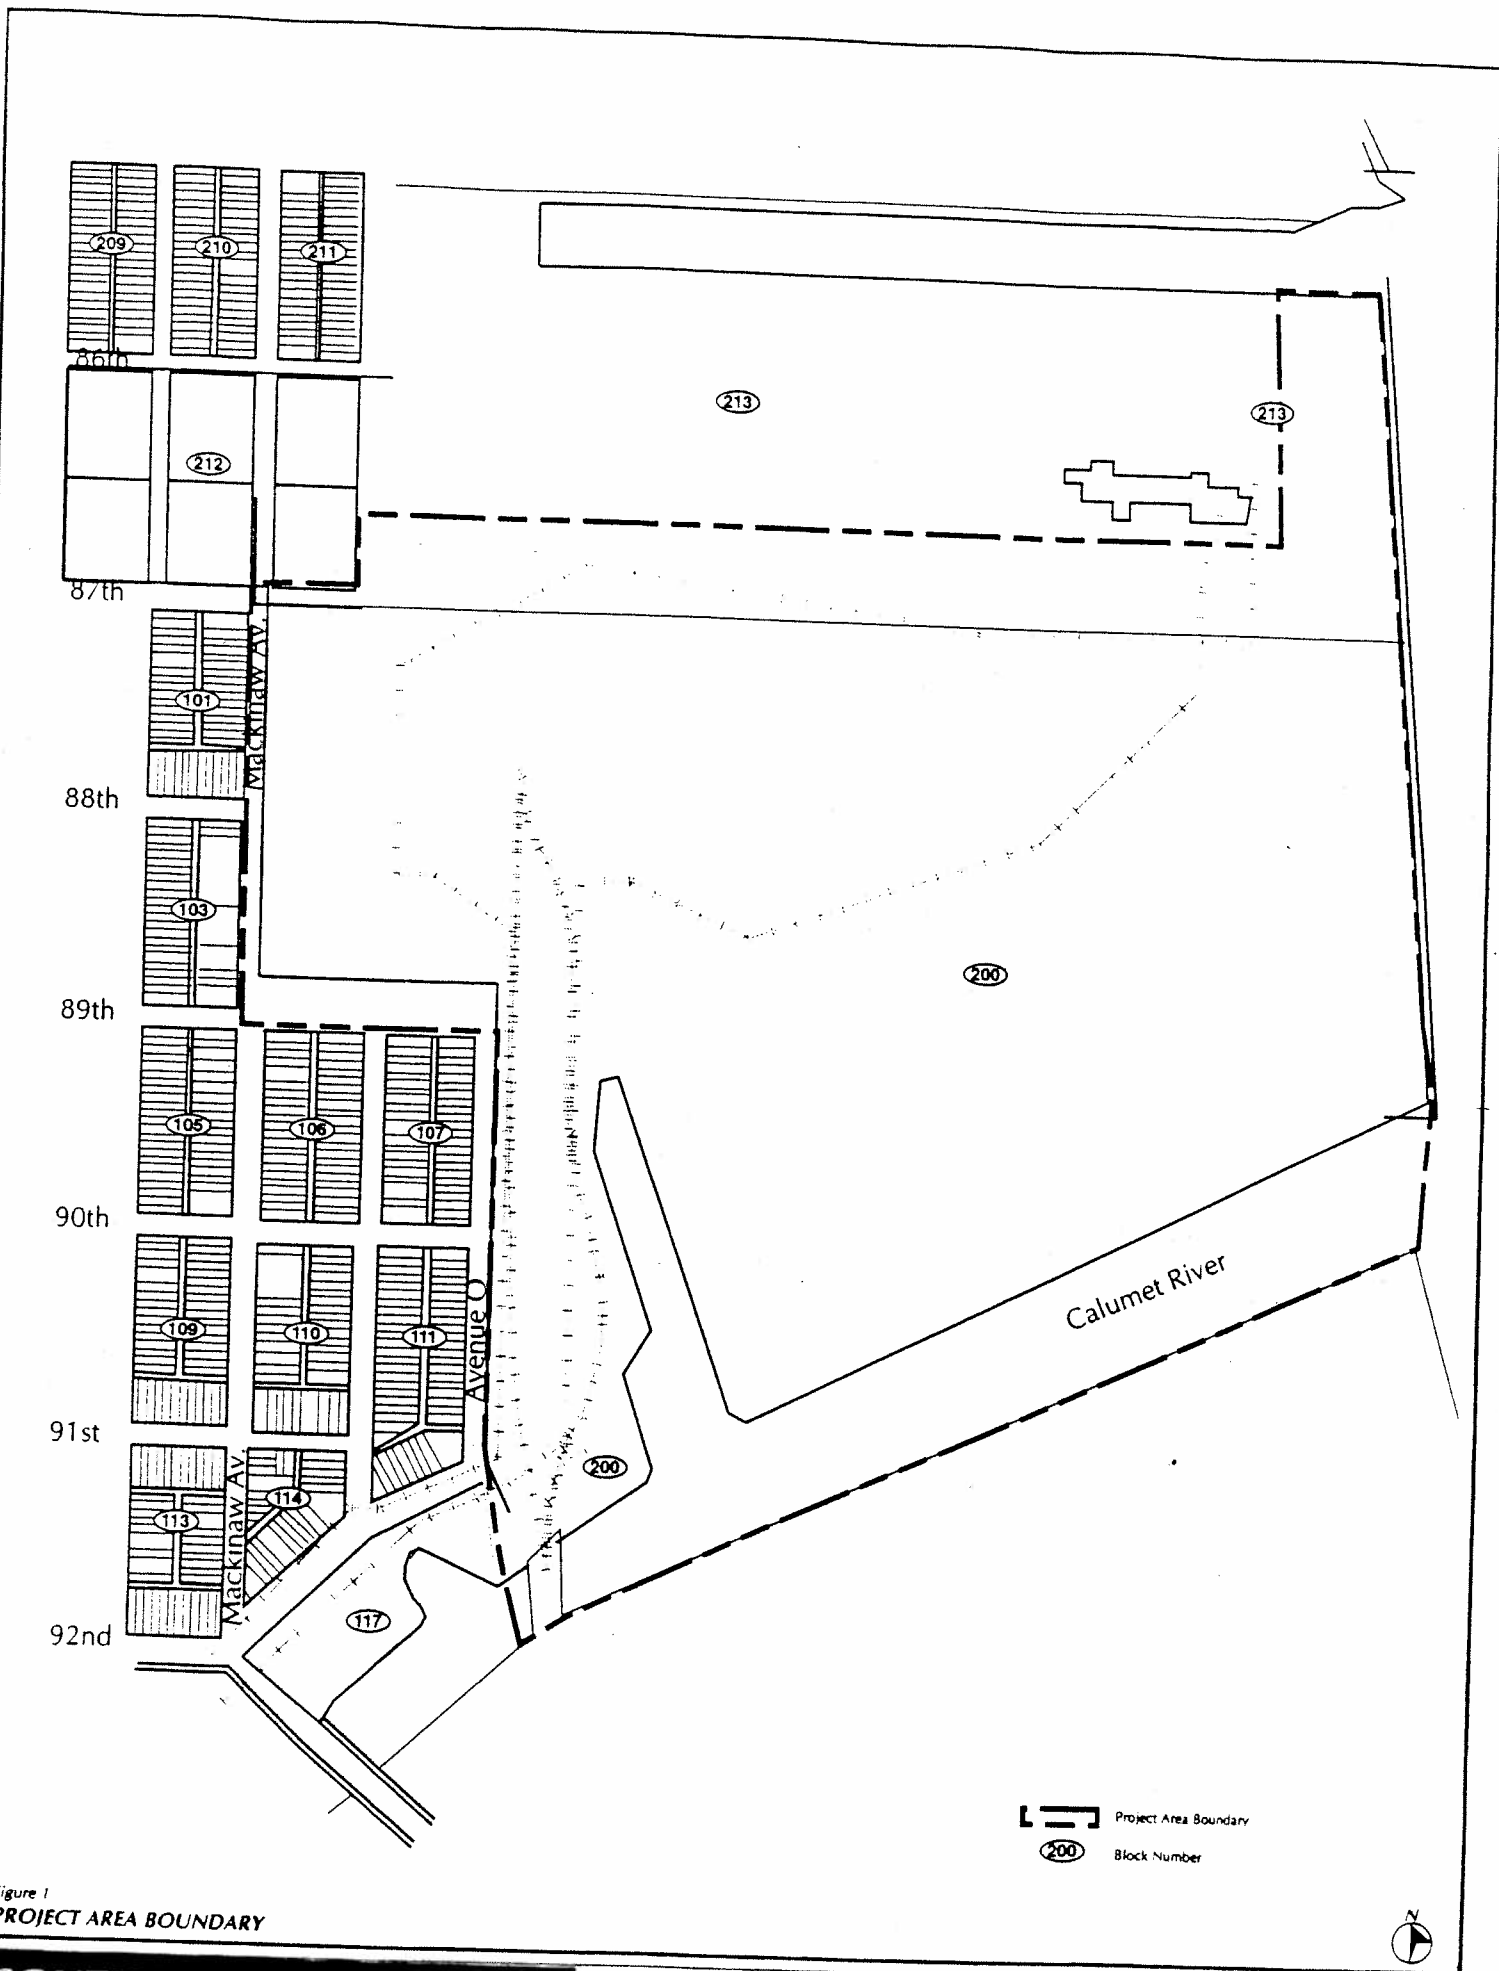 209
210
211
86th
213
213
212
87th
Mackinaw Av.
101
88th
103
89th
200
105
106
107
90th
Calumet River
109
110
111
Avenue O
91st
200
114
113
Mackinaw Av.
117
92nd
Project Area Boundary
200
Block Number
igure 1
PROJECT AREA BOUNDARY
N